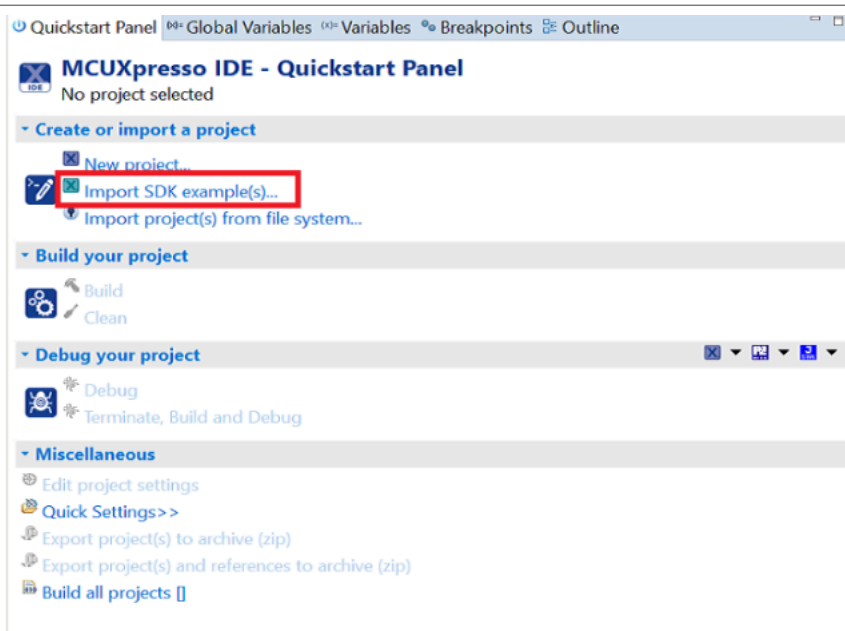 Quickstart Panel (x)= Global Variables (x)= Variables Breakpoints Outline
IDE
MCUXpresso IDE - Quickstart Panel
No project selected
Create or import a project
New project...
Import SDK example(s)...
Import project(s) from file system...
Build your project
Build
Clean
Debug your project
Debug
Terminate, Build and Debug
Miscellaneous
Edit project settings
Quick Settings>>
Export project(s) to archive (zip)
Export project(s) and references to archive (zip)
Build all projects []